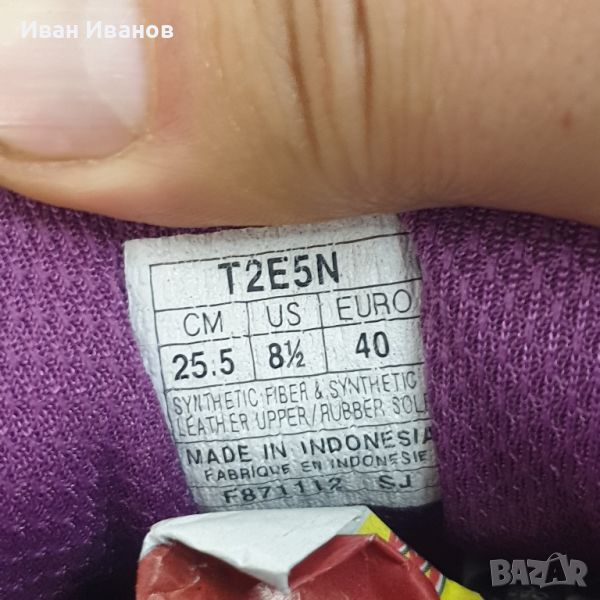 Иван Иванов
T2E5N
CM US EURO
25.5 8½ 40
SYNTHETIC FIBER & SYNTHETIC
LEATHER UPPER/RUBBER SOLE
MADE IN INDONESIA
FABRIQUE EN INDONESIE
F871112 SJ
BAZAR